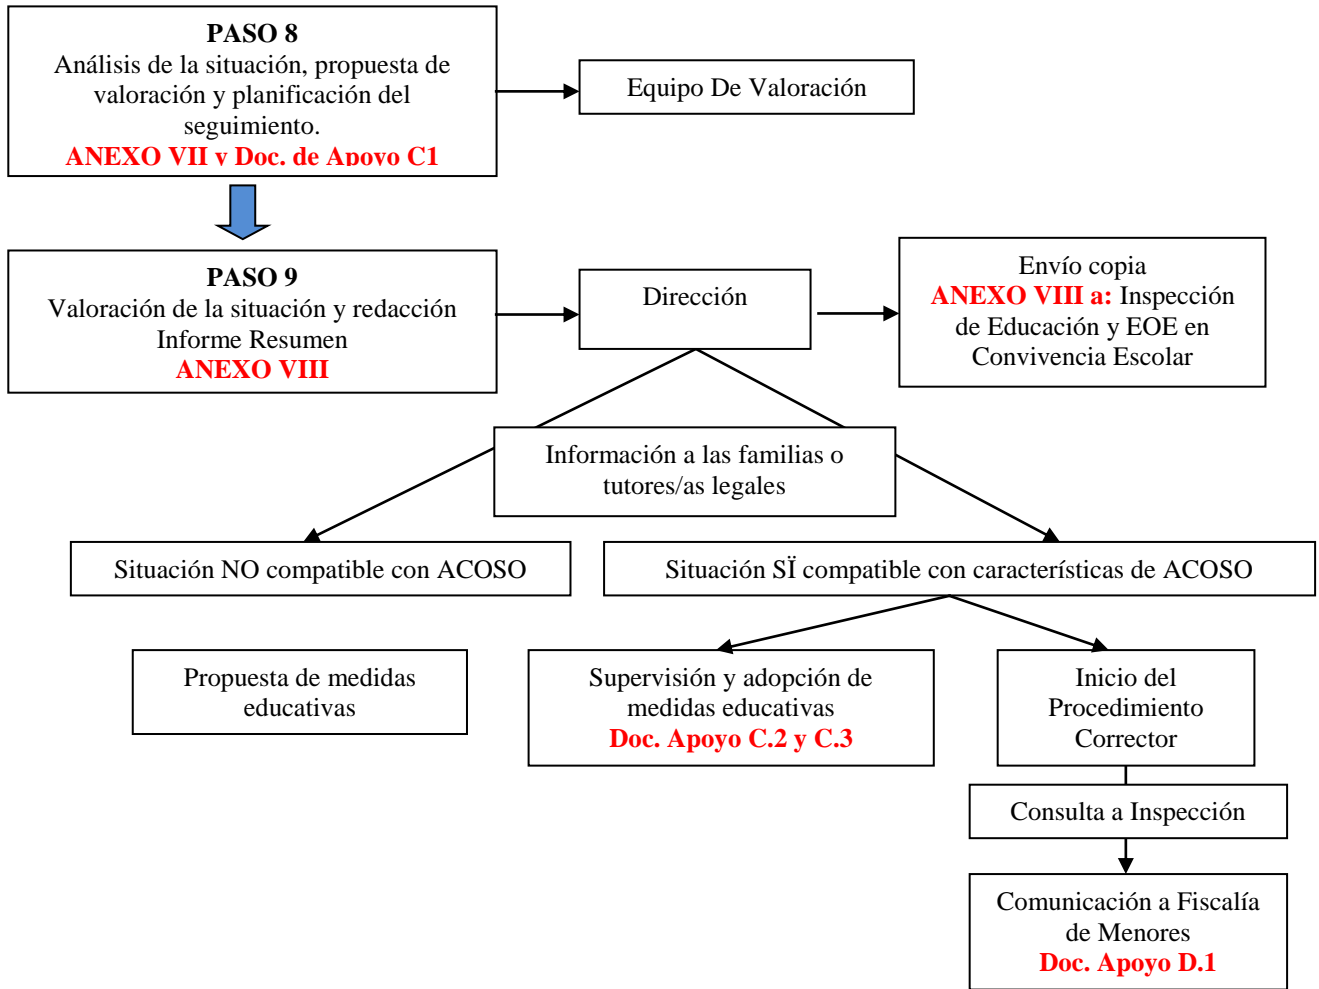 PASO 8
Análisis de la situación, propuesta de
valoración y planificación del
seguimiento.
ANEXO VII y Doc. de Apoyo C1
Equipo De Valoración
PASO 9
Valoración de la situación y redacción
Informe Resumen
ANEXO VIII
Dirección
Envío copia
ANEXO VIII a: Inspección
de Educación y EOE en
Convivencia Escolar
Información a las familias o
tutores/as legales
Situación NO compatible con ACOSO
Situación SÏ compatible con características de ACOSO
Propuesta de medidas
educativas
Supervisión y adopción de
medidas educativas
Doc. Apoyo C.2 y C.3
Inicio del
Procedimiento
Corrector
Consulta a Inspección
Comunicación a Fiscalía
de Menores
Doc. Apoyo D.1